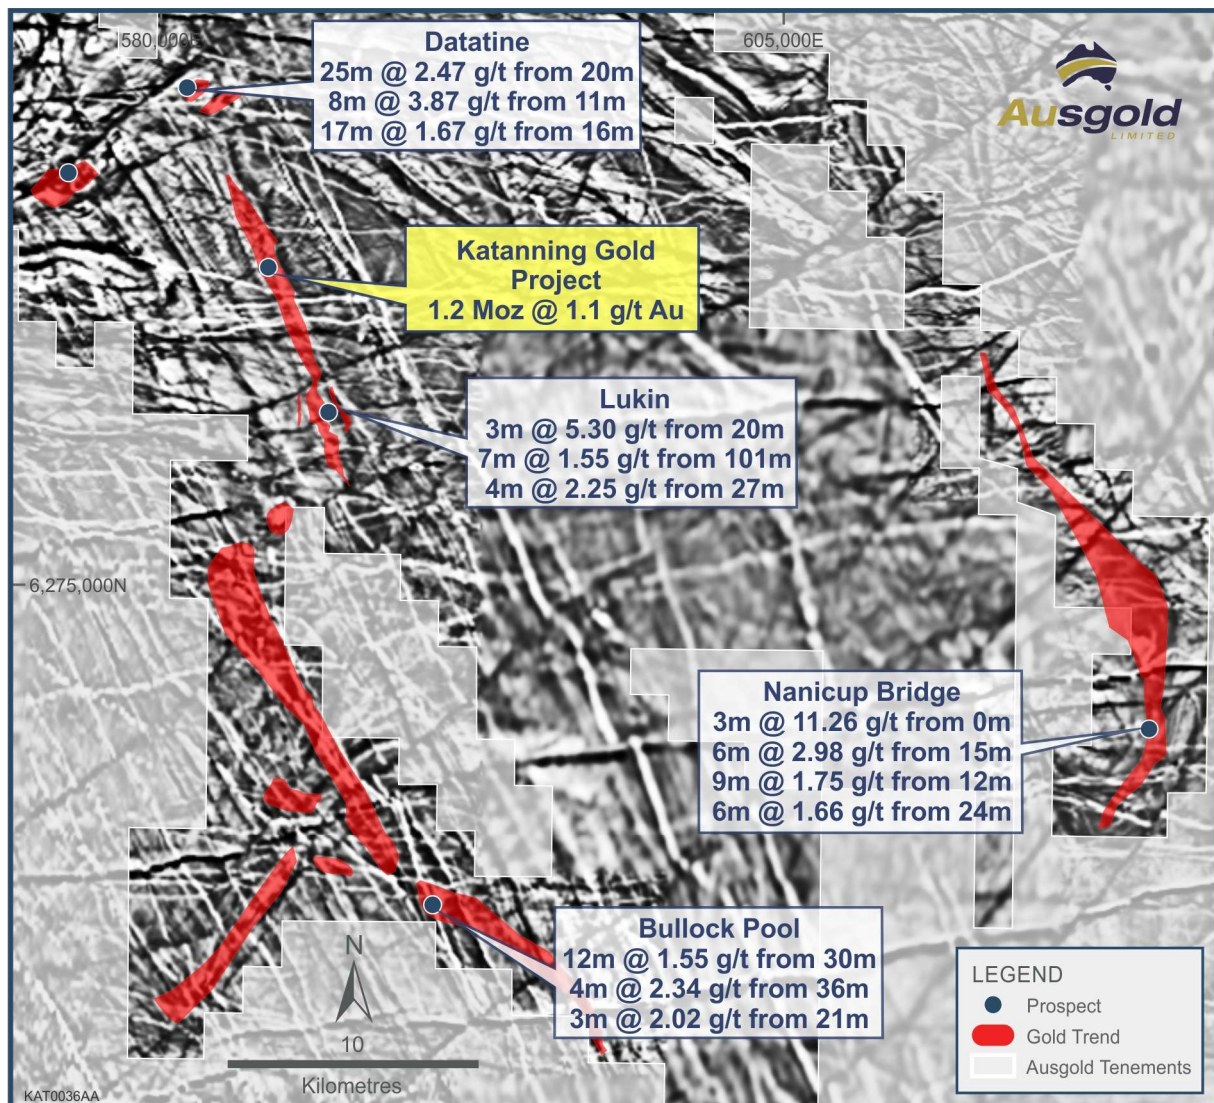 580,000E
605,000E
Datatine
25m @ 2.47 g/t from 20m
8m @ 3.87 g/t from 11m
17m @ 1.67 g/t from 16m
Ausgold
LIMITED
Katanning Gold
Project
1.2 Moz @ 1.1 g/t Au
Lukin
3m @ 5.30 g/t from 20m
7m @ 1.55 g/t from 101m
4m @ 2.25 g/t from 27m
6,275,000N
Nanicup Bridge
3m @ 11.26 g/t from 0m
6m @ 2.98 g/t from 15m
9m @ 1.75 g/t from 12m
6m @ 1.66 g/t from 24m
Bullock Pool
12m @ 1.55 g/t from 30m
4m @ 2.34 g/t from 36m
3m @ 2.02 g/t from 21m
N
10
Kilometres
LEGEND
Prospect
Gold Trend
Ausgold Tenements
KAT0036AA